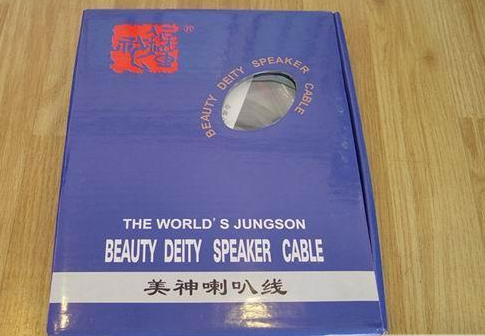 ®
BEAUTY DEITY SPEAKER CABLE
THE WORLD'S JUNGSON
BEAUTY DEITY SPEAKER CABLE
美神喇叭线